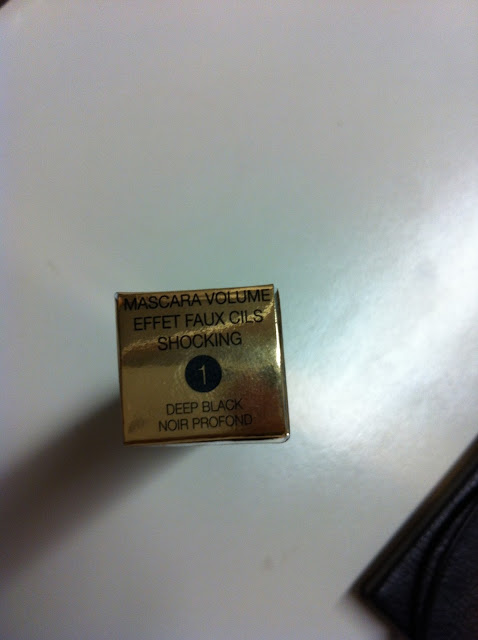 MASCARA VOLUME
EFFET FAUX CILS
SHOCKING
1
DEEP BLACK
NOIR PROFOND